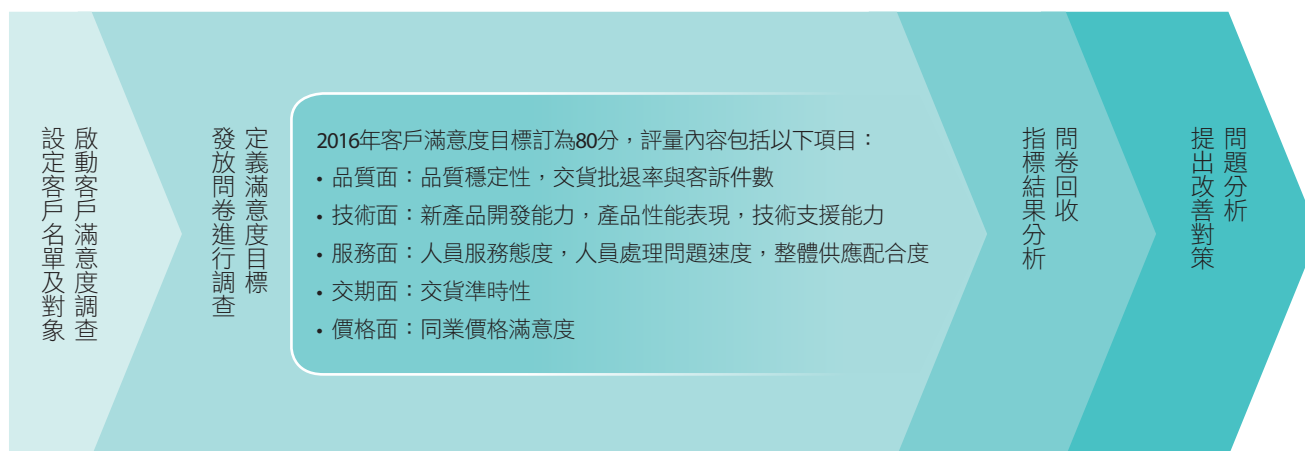 啟動客戶滿意度調查
設定客戶名單及對象
定義滿意度目標
發放問卷進行調查
2016年客戶滿意度目標訂為80分，評量內容包括以下項目：
• 品質面：品質穩定性，交貨批退率與客訴件數
• 技術面：新產品開發能力，產品性能表現，技術支援能力
• 服務面：人員服務態度，人員處理問題速度，整體供應配合度
• 交期面：交貨準時性
• 價格面：同業價格滿意度
問卷回收
指標結果分析
問題分析
提出改善對策